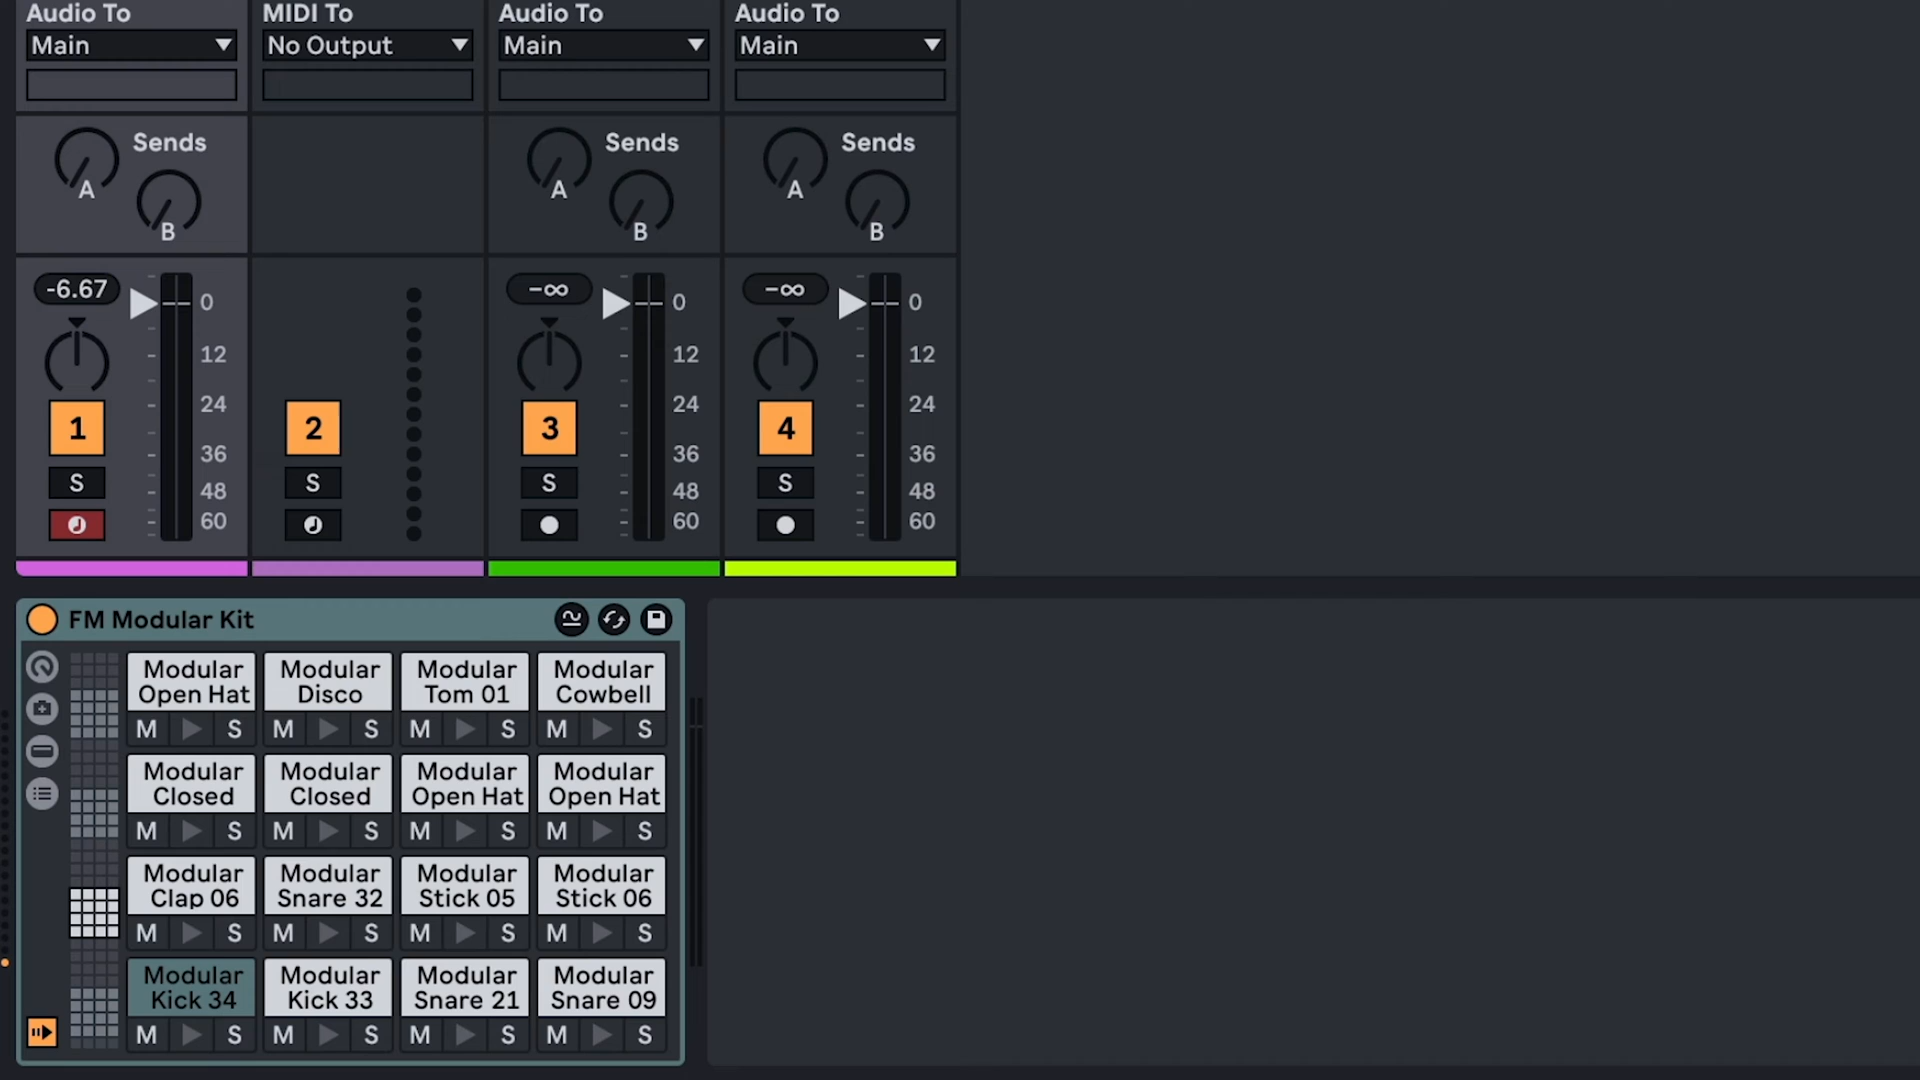 Audio To MIDI To Audio To Audio To
Main No Output Main Main
Sends Sends Sends
A A A
B B B
-6.67 -∞ -∞
0 0 0
12 12 12
24 24 24
1 2 3 4
36 36 36
S S S S
48 48 48
60 60 60
FM Modular Kit
Modular Modular Modular Modular
Open Hat Disco Tom 01 Cowbell
M S M S M S M S
Modular Modular Modular Modular
Closed Closed Open Hat Open Hat
M S M S M S M S
Modular Modular Modular Modular
Clap 06 Snare 32 Stick 05 Stick 06
M S M S M S M S
Modular Modular Modular Modular
Kick 34 Kick 33 Snare 21 Snare 09
M S M S M S M S